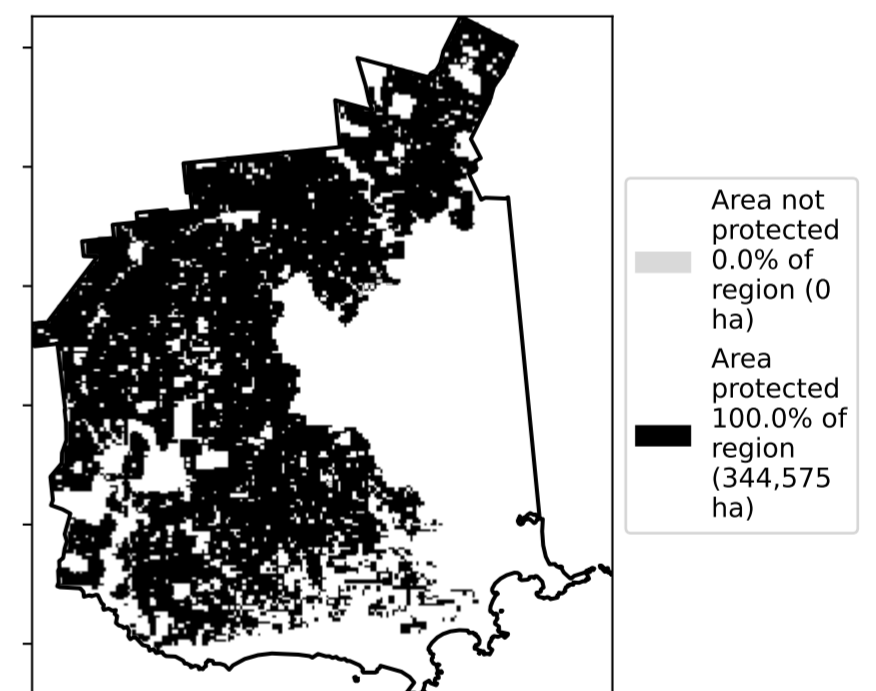 Area not
protected
0.0% of
region (0
ha)
Area
protected
100.0% of
region
(344,575
ha)